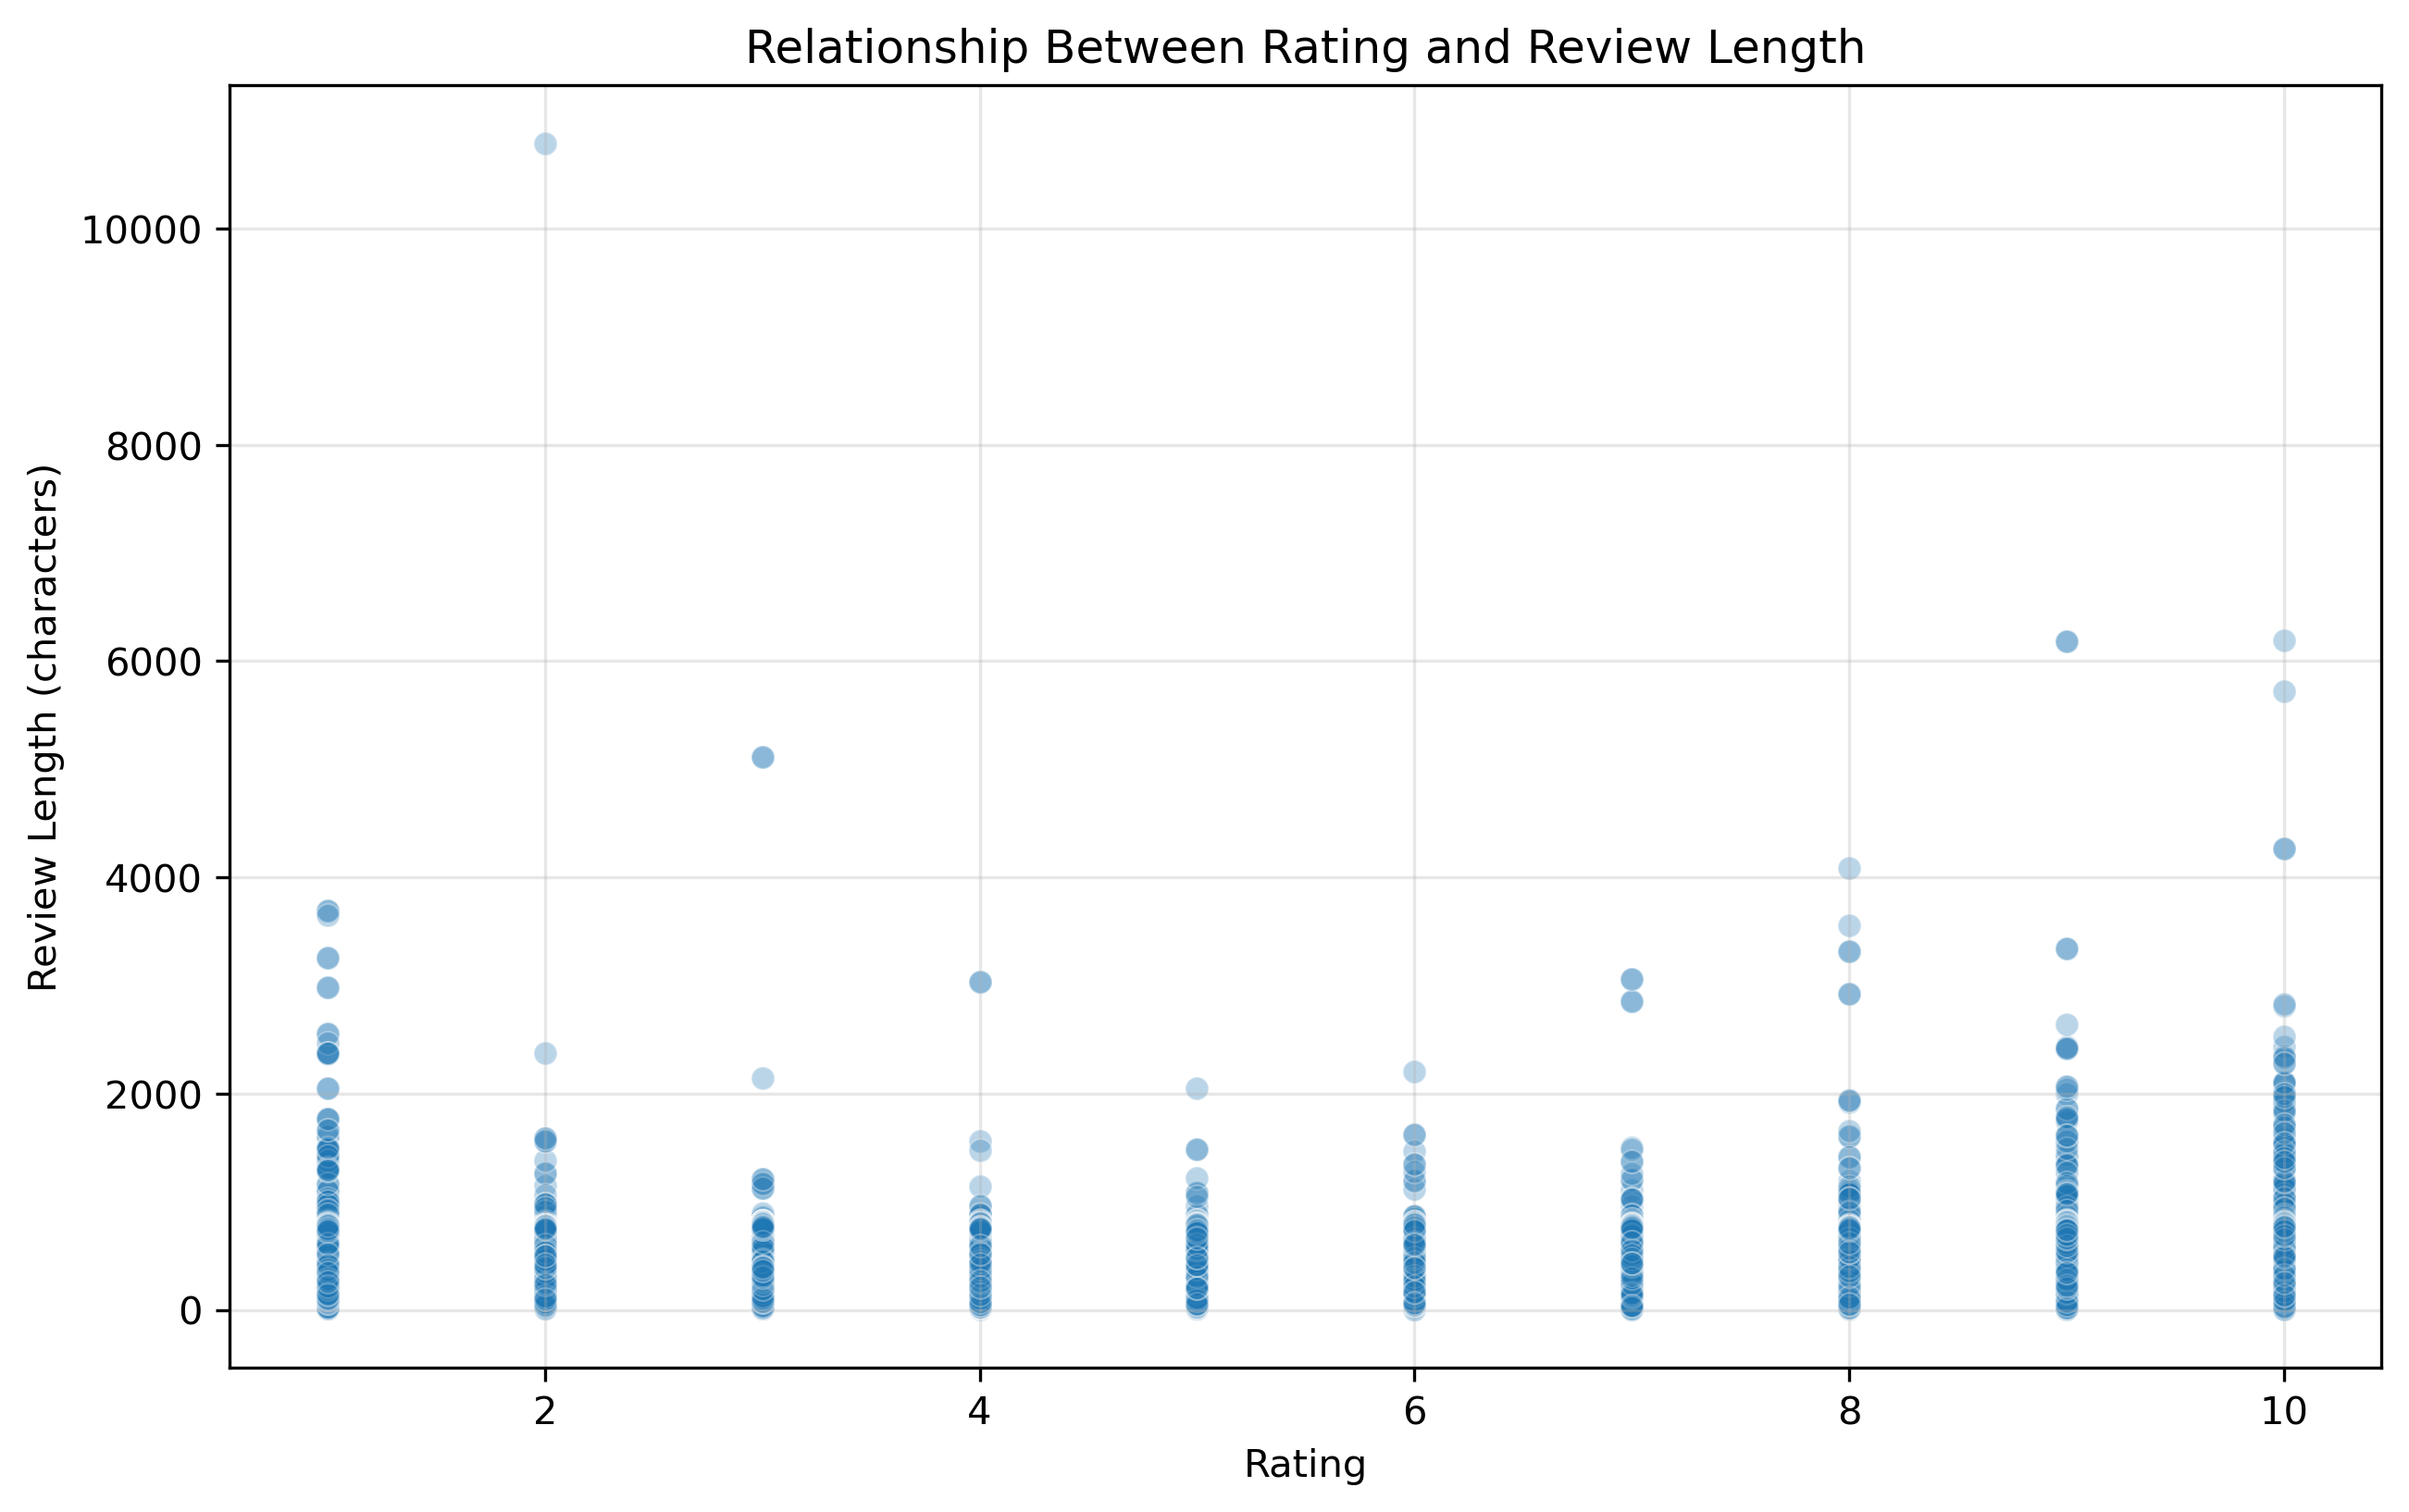 Relationship Between Rating and Review Length
Review Length (characters)
10000
8000
6000
4000
2000
0
2 4 6 8 10
Rating